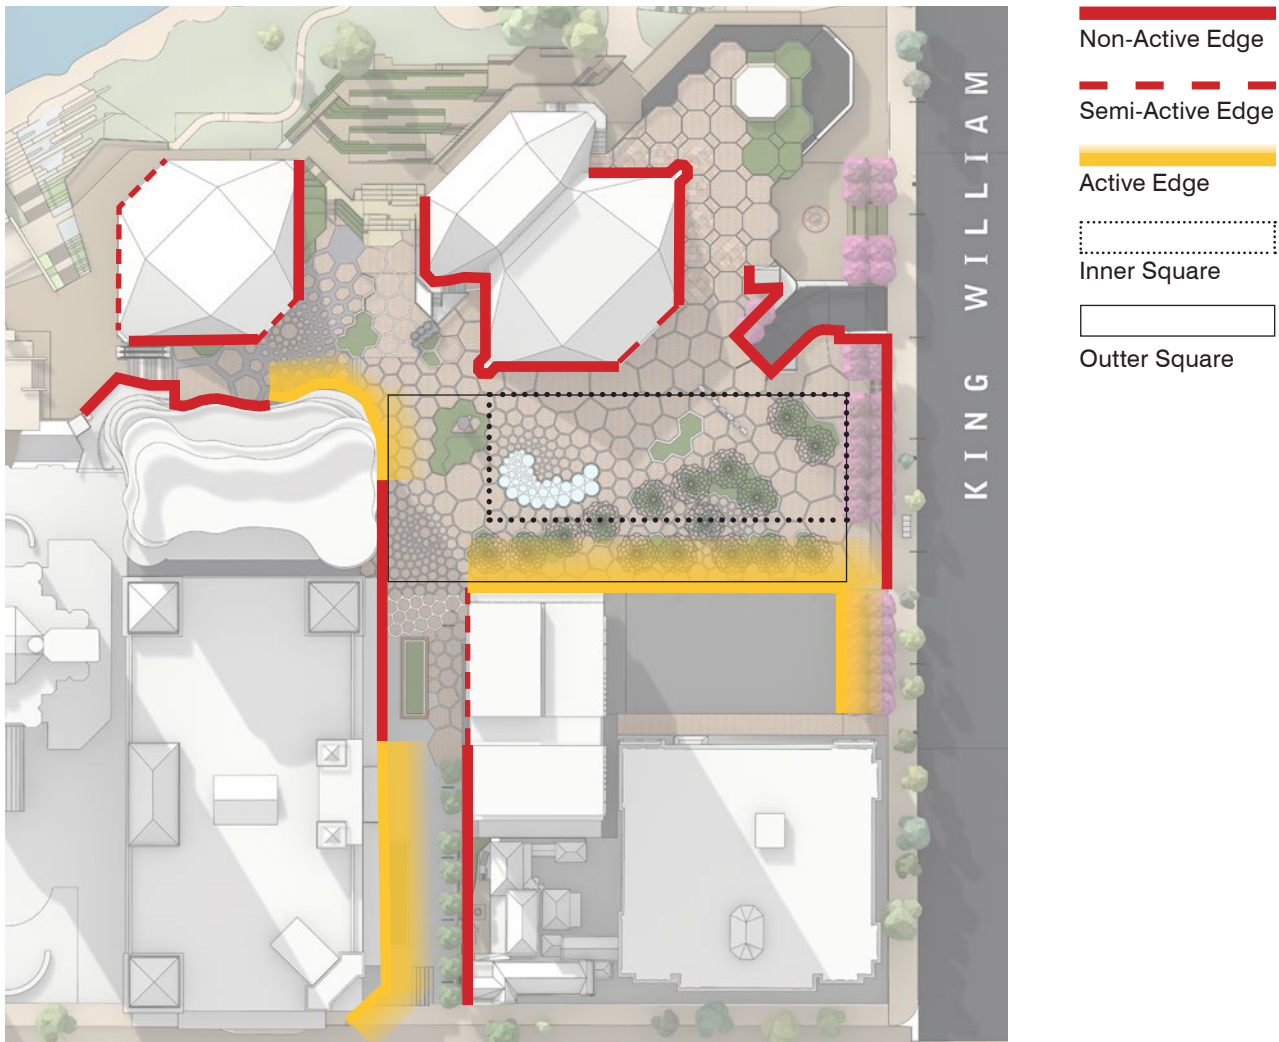 KING WILLIAM
Non-Active Edge
Semi-Active Edge
Active Edge
Inner Square
Outter Square